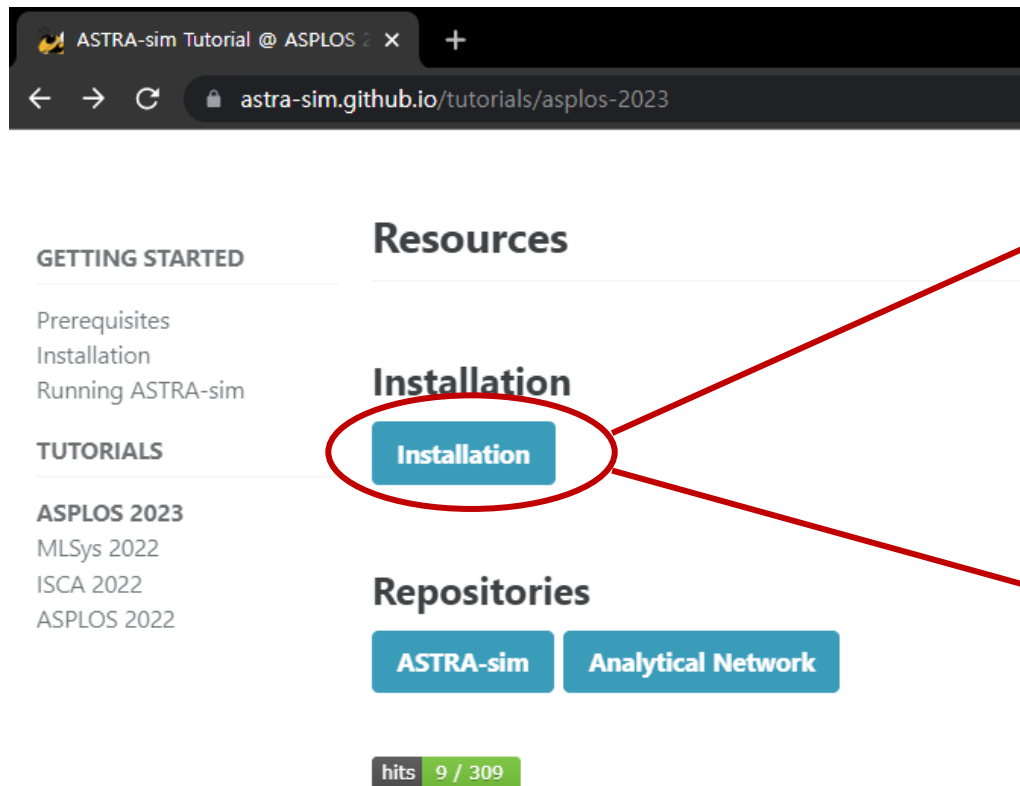 ASTRA-sim Tutorial @ ASPLOS 2
astra-sim.github.io/tutorials/asplos-2023
GETTING STARTED
Prerequisites
Installation
Running ASTRA-sim
TUTORIALS
ASPLOS 2023
MLSys 2022
ISCA 2022
ASPLOS 2022
Resources
Installation
Installation
Repositories
ASTRA-sim Analytical Network
hits 9 / 309